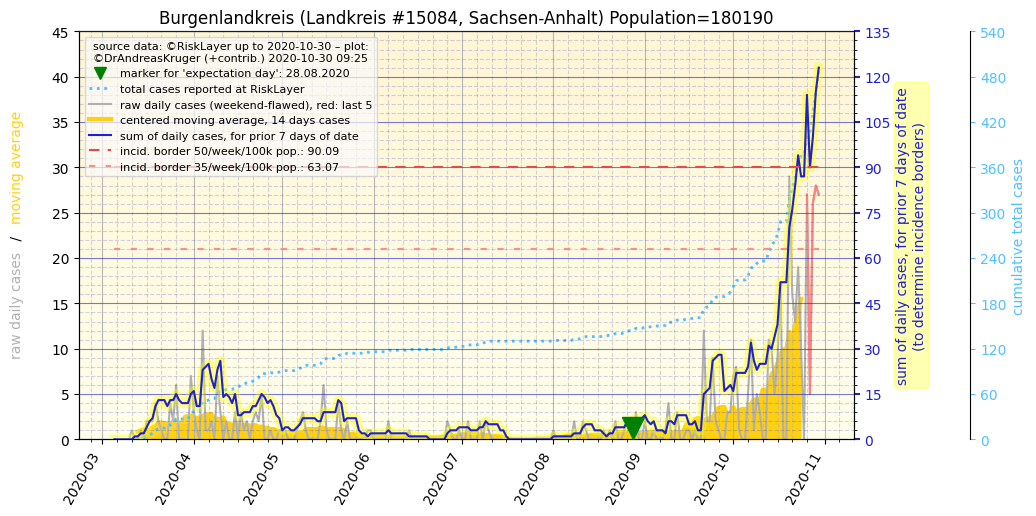 Burgenlandkreis (Landkreis #15084, Sachsen-Anhalt) Population=180190
source data: ©RiskLayer up to 2020-10-30 – plot:
©DrAndreasKruger (+contrib.) 2020-10-30 09:25
marker for 'expectation day': 28.08.2020
total cases reported at RiskLayer
raw daily cases (weekend-flawed), red: last 5
centered moving average, 14 days cases
sum of daily cases, for prior 7 days of date
incid. border 50/week/100k pop.: 90.09
incid. border 35/week/100k pop.: 63.07
raw daily cases / moving average
45
40
35
30
25
20
15
10
5
0
2020-03
2020-04
2020-05
2020-06
2020-07
2020-08
2020-09
2020-10
2020-11
135
120
105
90
75
60
45
30
15
0
sum of daily cases, for prior 7 days of date
(to determine incidence borders)
540
480
420
360
300
240
180
120
60
0
cumulative total cases